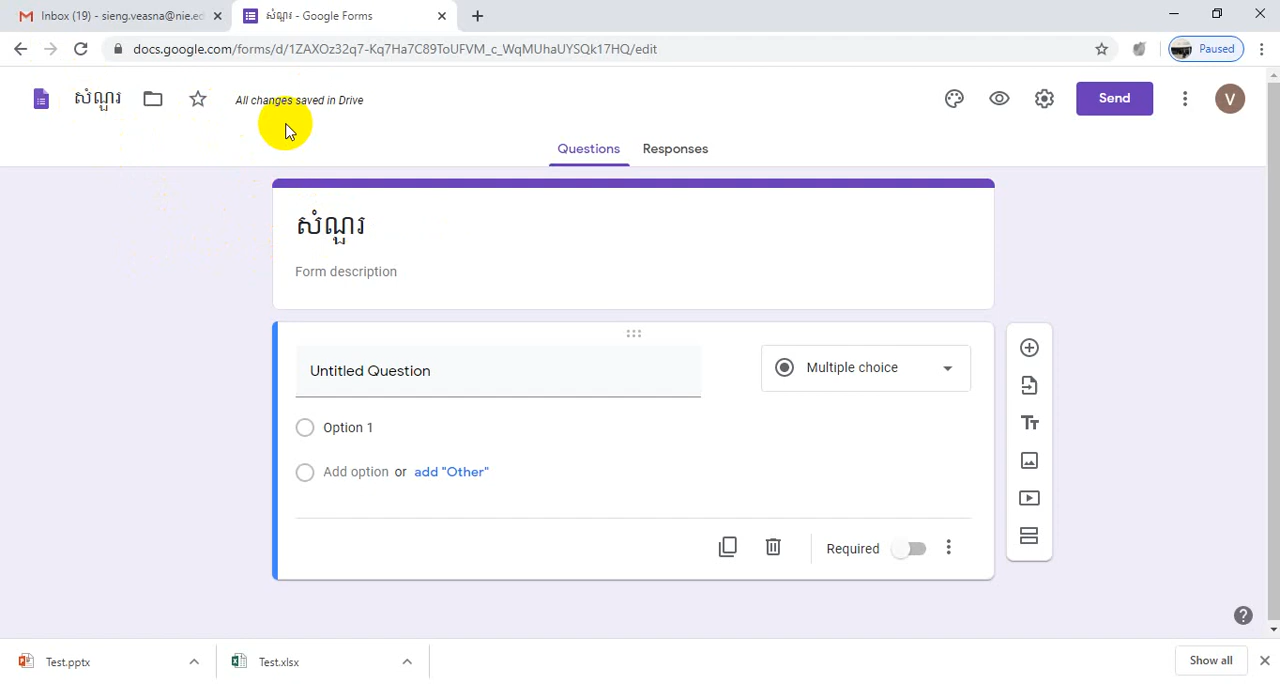 Inbox (19) - sieng.veasna@nie.ed
សំណួរ - Google Forms
docs.google.com/forms/d/1ZAXOz32q7-Kq7Ha7C89ToUFVM_c_WqMUhaUYSQk17HQ/edit
Paused
សំណួរ
All changes saved in Drive
Send
V
Questions
Responses
សំណួរ
Form description
Untitled Question
Multiple choice
Option 1
Add option or add "Other"
Required
Test.pptx
Test.xlsx
Show all